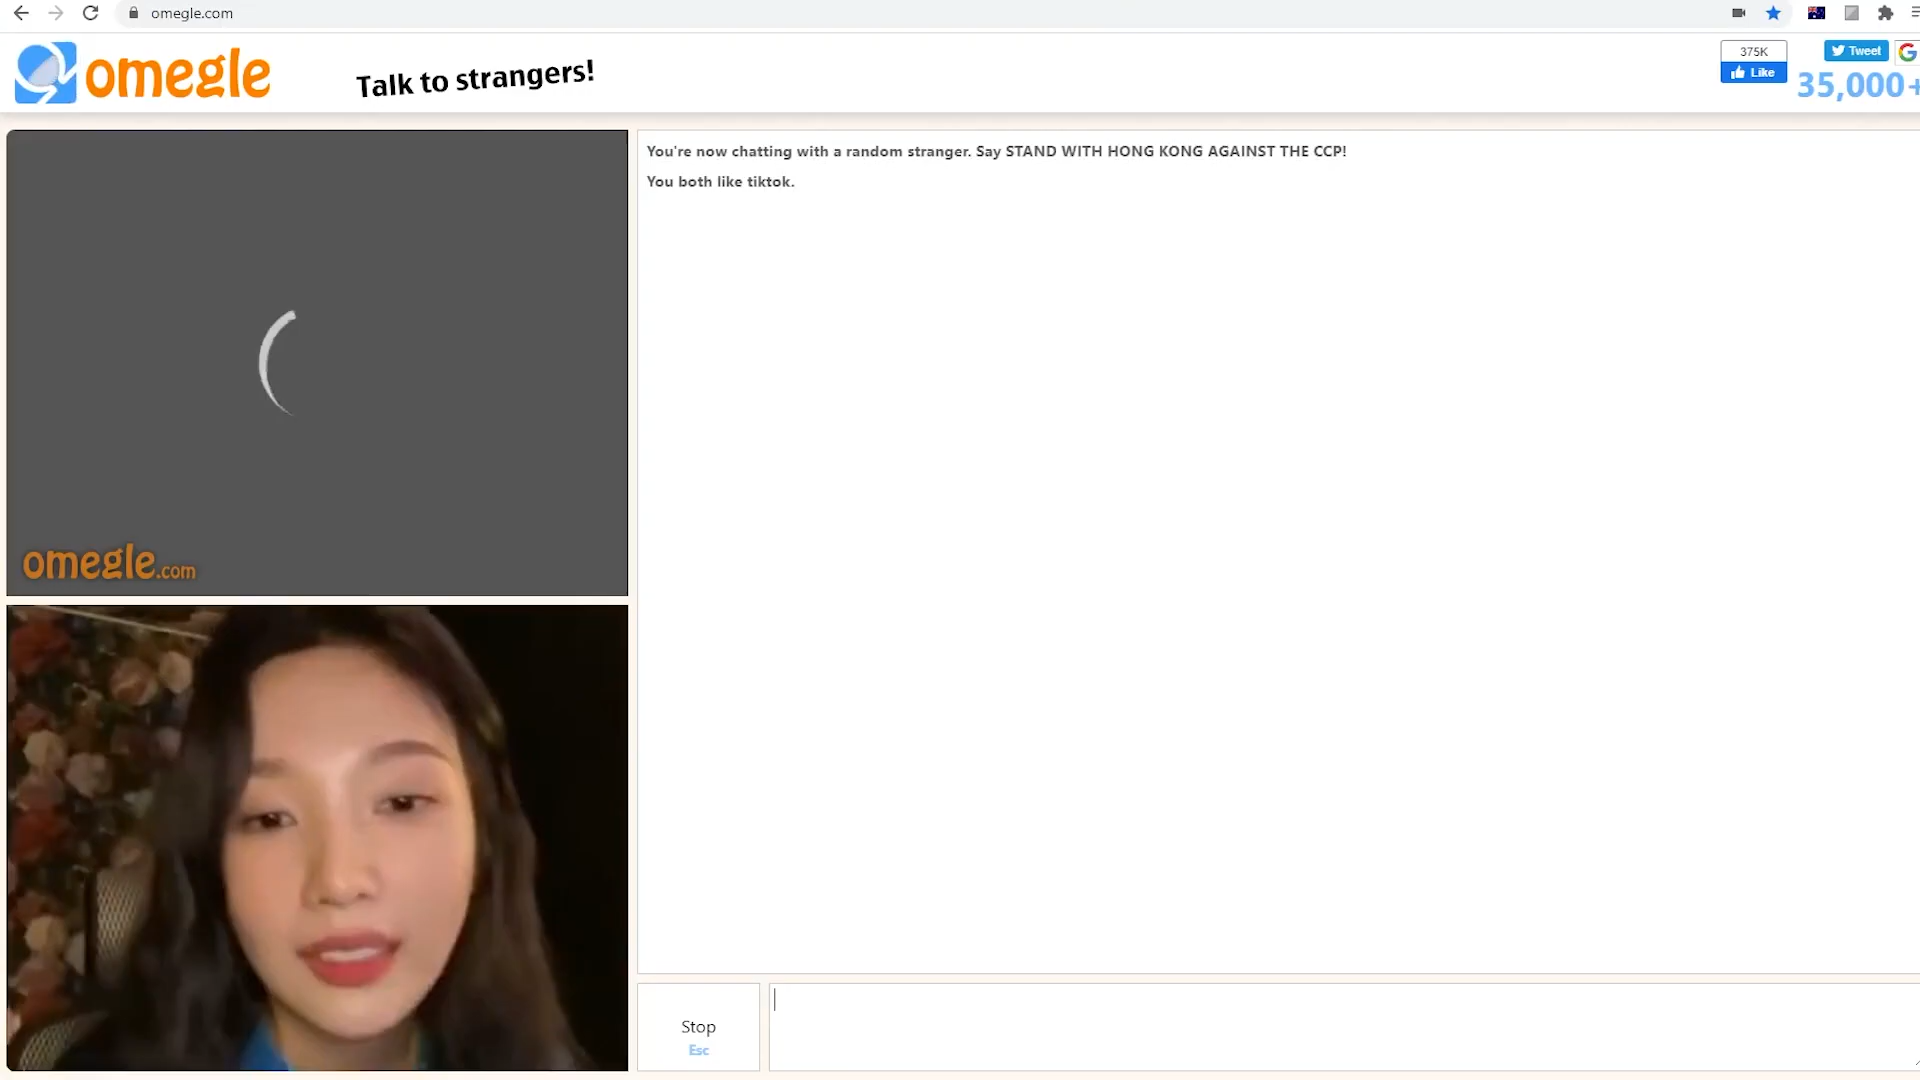 omegle.com
omegle
Talk to strangers!
375K
Like
Tweet
35,000+
You're now chatting with a random stranger. Say STAND WITH HONG KONG AGAINST THE CCP!
You both like tiktok.
omegle.com
Stop
Esc